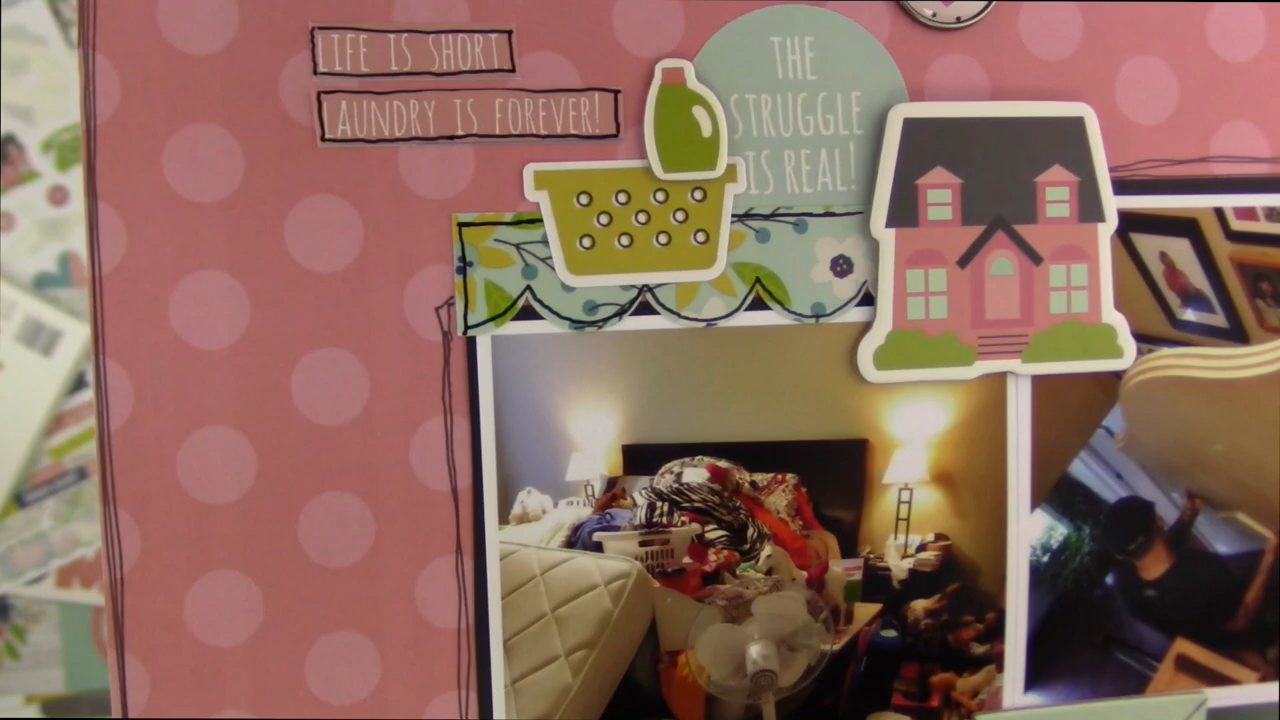 LIFE IS SHORT
LAUNDRY IS FOREVER!
THE
STRUGGLE
IS REAL!